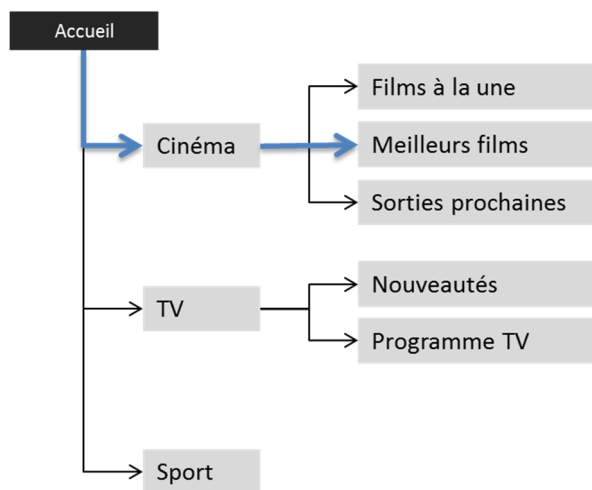 Accueil
Cinéma
Films à la une
Meilleurs films
Sorties prochaines
TV
Nouveautés
Programme TV
Sport